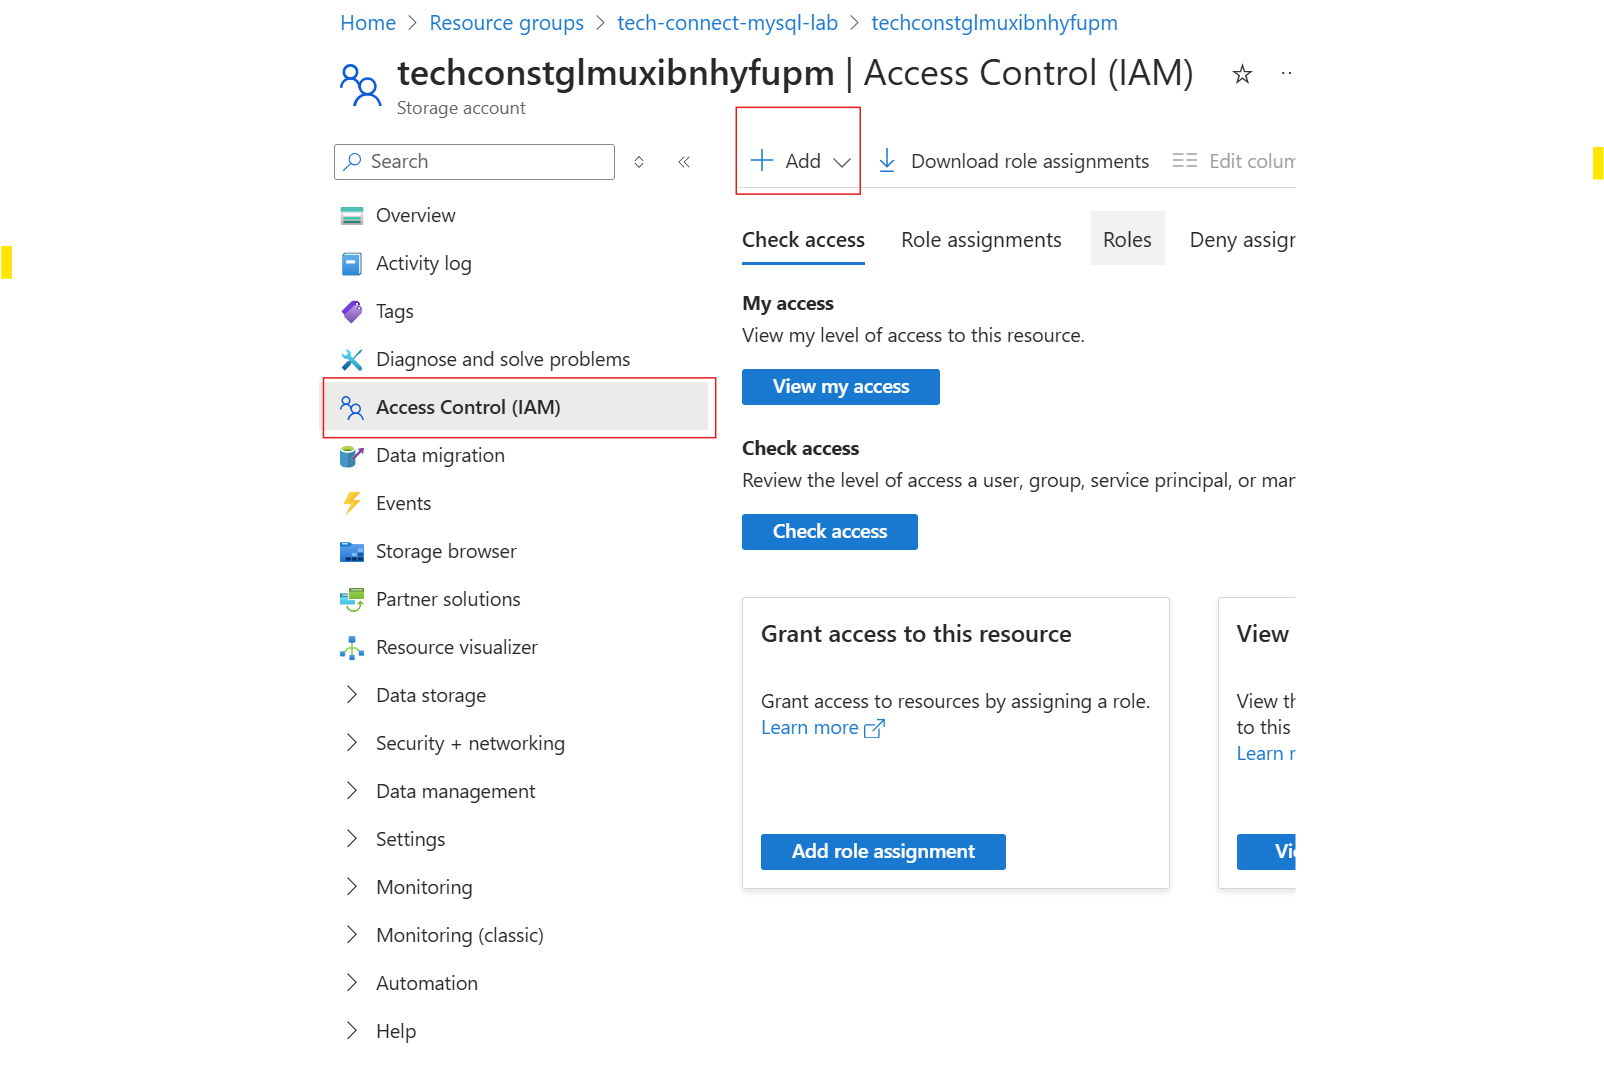 Home > Resource groups > tech-connect-mysql-lab > techconstglmuxibnhyfupm
techconstglmuxibnhyfupm | Access Control (IAM)
Storage account
Search
Add
Download role assignments
Edit colum
Overview
Activity log
Tags
Diagnose and solve problems
Access Control (IAM)
Data migration
Events
Storage browser
Partner solutions
Resource visualizer
Data storage
Security + networking
Data management
Settings
Monitoring
Monitoring (classic)
Automation
Help
Check access
Role assignments
Roles
Deny assigr
My access
View my level of access to this resource.
View my access
Check access
Review the level of access a user, group, service principal, or mar
Check access
Grant access to this resource
Grant access to resources by assigning a role.
Learn more
Add role assignment
View
View th
to this
Learn r
Vi